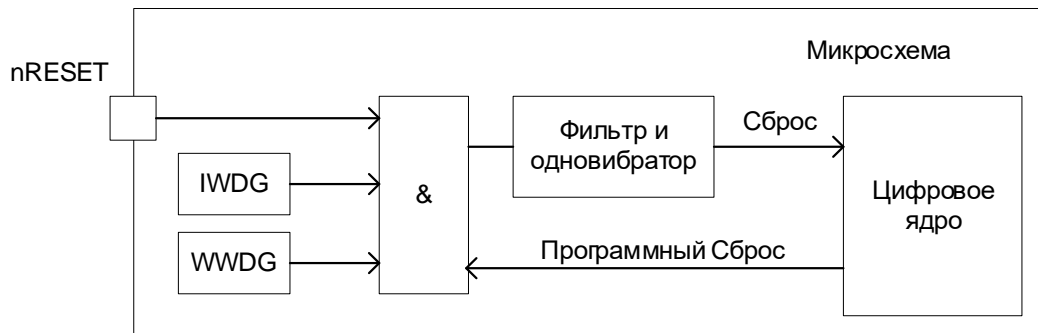 Микросхема
nRESET
Фильтр и
одновибратор
Сброс
IWDG
&
Цифровое
ядро
WWDG
Программный Сброс